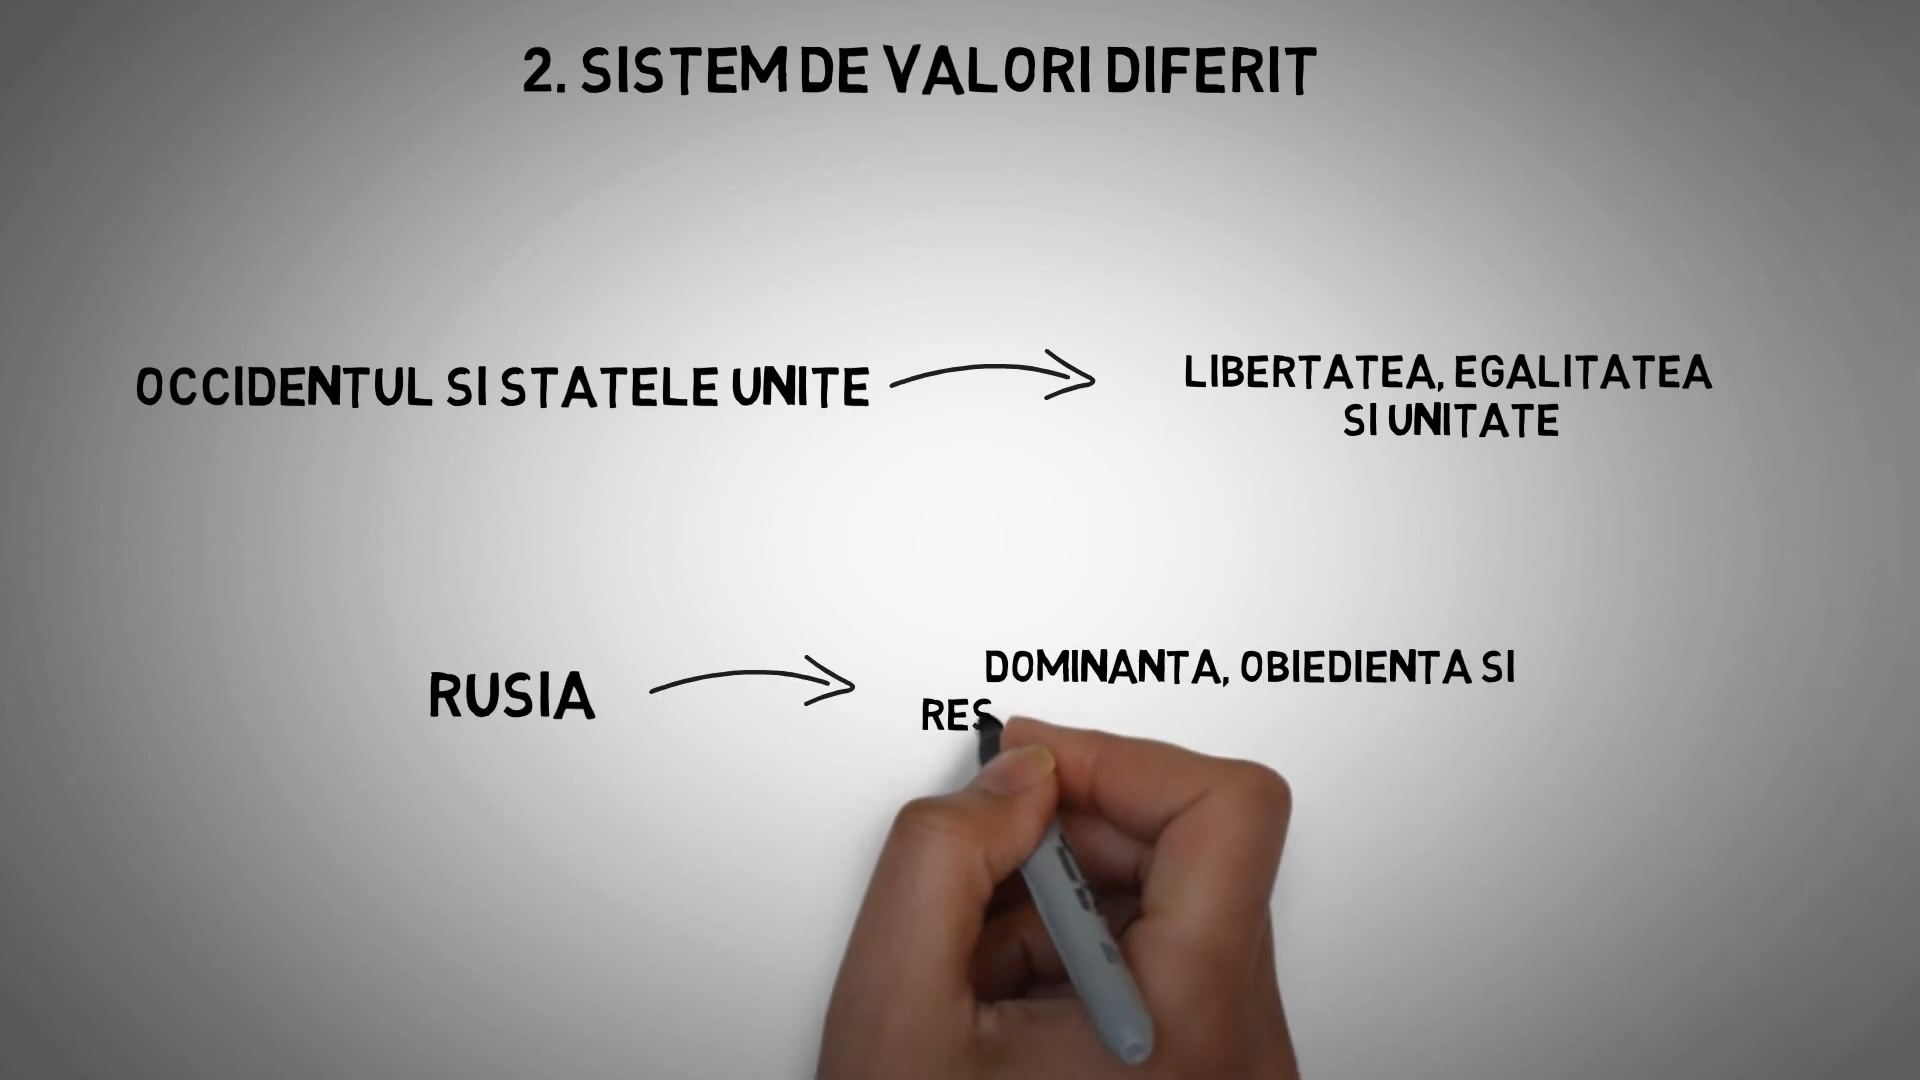 2. SISTEM DE VALORI DIFERIT
OCCIDENTUL SI STATELE UNITE
LIBERTATEA, EGALITATEA
SI UNITATE
RUSIA
DOMINANTA, OBIEDIENTA SI
RES